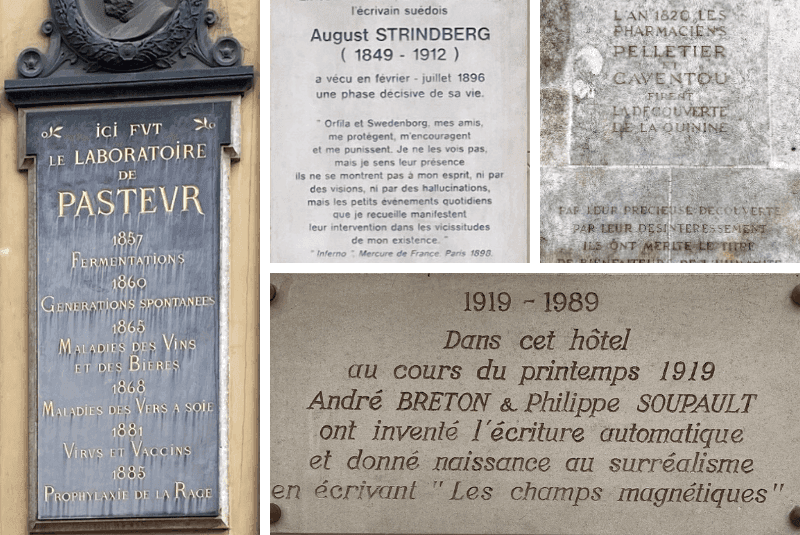 ICI FVT
LE LABORATOIRE
DE
PASTEVR
1857
FERMENTATIONS
1860
GENERATIONS SPONTANEES
1865
MALADIES DES VINS
ET DES BIERES
1868
MALADIES DES VERS A SOIE
1881
VIRVS ET VACCINS
1885
PROPHYLAXIE DE LA RAGE
l'écrivain suédois
August STRINDBERG
( 1849 - 1912 )
a vécu en février - juillet 1896
une phase décisive de sa vie.
" Orfila et Swedenborg, mes amis,
me protègent, m'encouragent
et me punissent. Je ne les vois pas,
mais je sens leur présence
ils ne se montrent pas à mon esprit, ni par
des visions, ni par des hallucinations,
mais les petits événements quotidiens
que je recueille manifestent
leur intervention dans les vicissitudes
de mon existence. "
" Inferno ". Mercure de France. Paris 1898.
L'AN 1820 LES
PHARMACIENS
PELLETIER
ET
CAVENTOU
FIRENT
LA DECOUVERTE
DE LA QUININE
PAR LEUR PRECIEUSE DECOUVERTE
PAR LEUR DESINTERESSEMENT
ILS ONT MERITE LE TITRE
1919 - 1989
Dans cet hôtel
au cours du printemps 1919
André BRETON & Philippe SOUPAULT
ont inventé l'écriture automatique
et donné naissance au surréalisme
en écrivant " Les champs magnétiques "